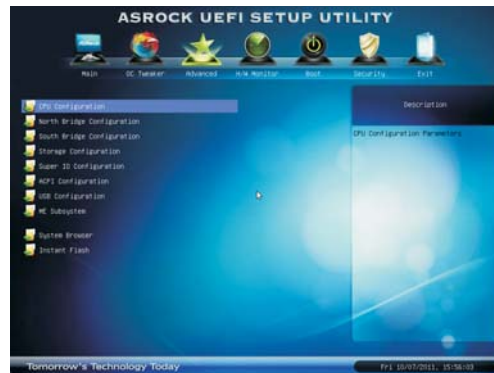 ASROCK UEFI SETUP UTILITY
Main OC Tweaker Advanced H/W Monitor Boot Security Exit
CPU Configuration
North Bridge Configuration
South Bridge Configuration
Storage Configuration
Super IO Configuration
ACPI Configuration
USB Configuration
ME Subsystem
System Browser
Instant Flash
Description
CPU Configuration Parameters
Tomorrow's Technology Today
Fri 10/07/2011, 15:56:03